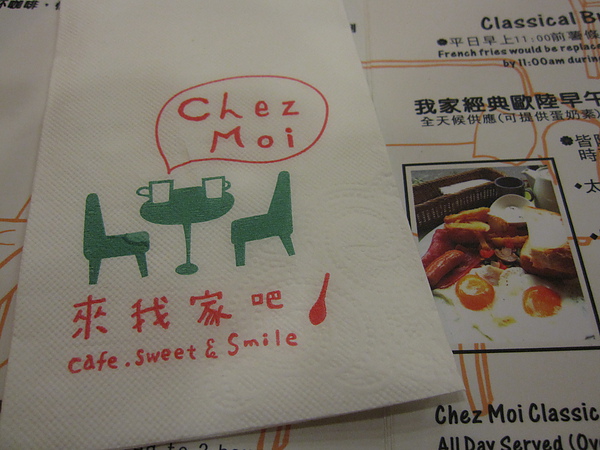 Chez
Moi
來我家吧
cafe.sweet & Smile
Classical
●平日早上11:00前薯條
French fries would be replace
by 11:00am durin
我家經典歐陸早午
全天候供應(可提供蛋奶素)
Chez Moi Classic
All Day Served